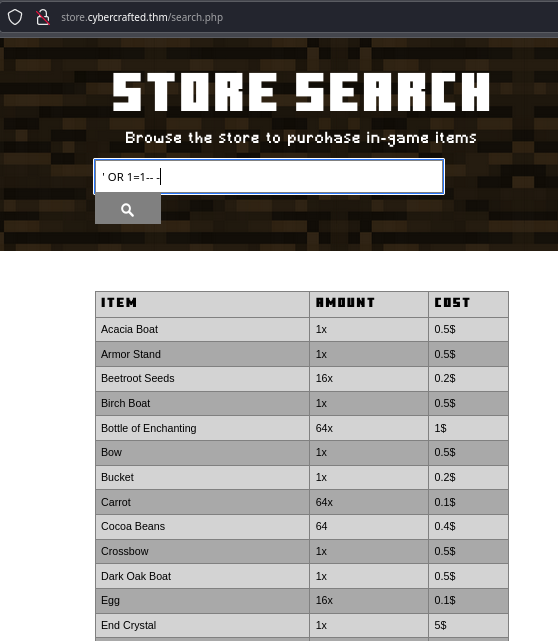 store.cybercrafted.thm/search.php
STORE SEARCH
Browse the store to purchase in-game items
' OR 1=1-- -
ITEM AMOUNT COST
Acacia Boat 1x 0.5$
Armor Stand 1x 0.5$
Beetroot Seeds 16x 0.2$
Birch Boat 1x 0.5$
Bottle of Enchanting 64x 1$
Bow 1x 0.5$
Bucket 1x 0.2$
Carrot 64x 0.1$
Cocoa Beans 64 0.4$
Crossbow 1x 0.5$
Dark Oak Boat 1x 0.5$
Egg 16x 0.1$
End Crystal 1x 5$